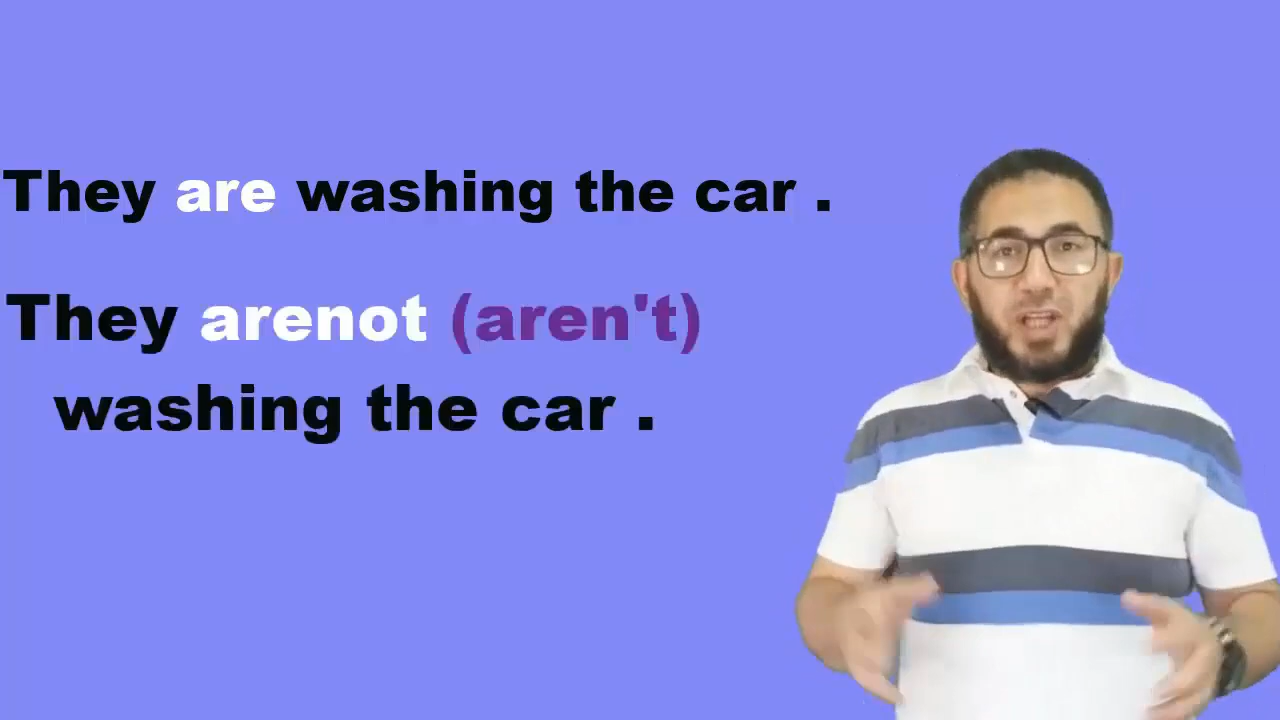 They are washing the car .
They arenot (aren't)
washing the car .